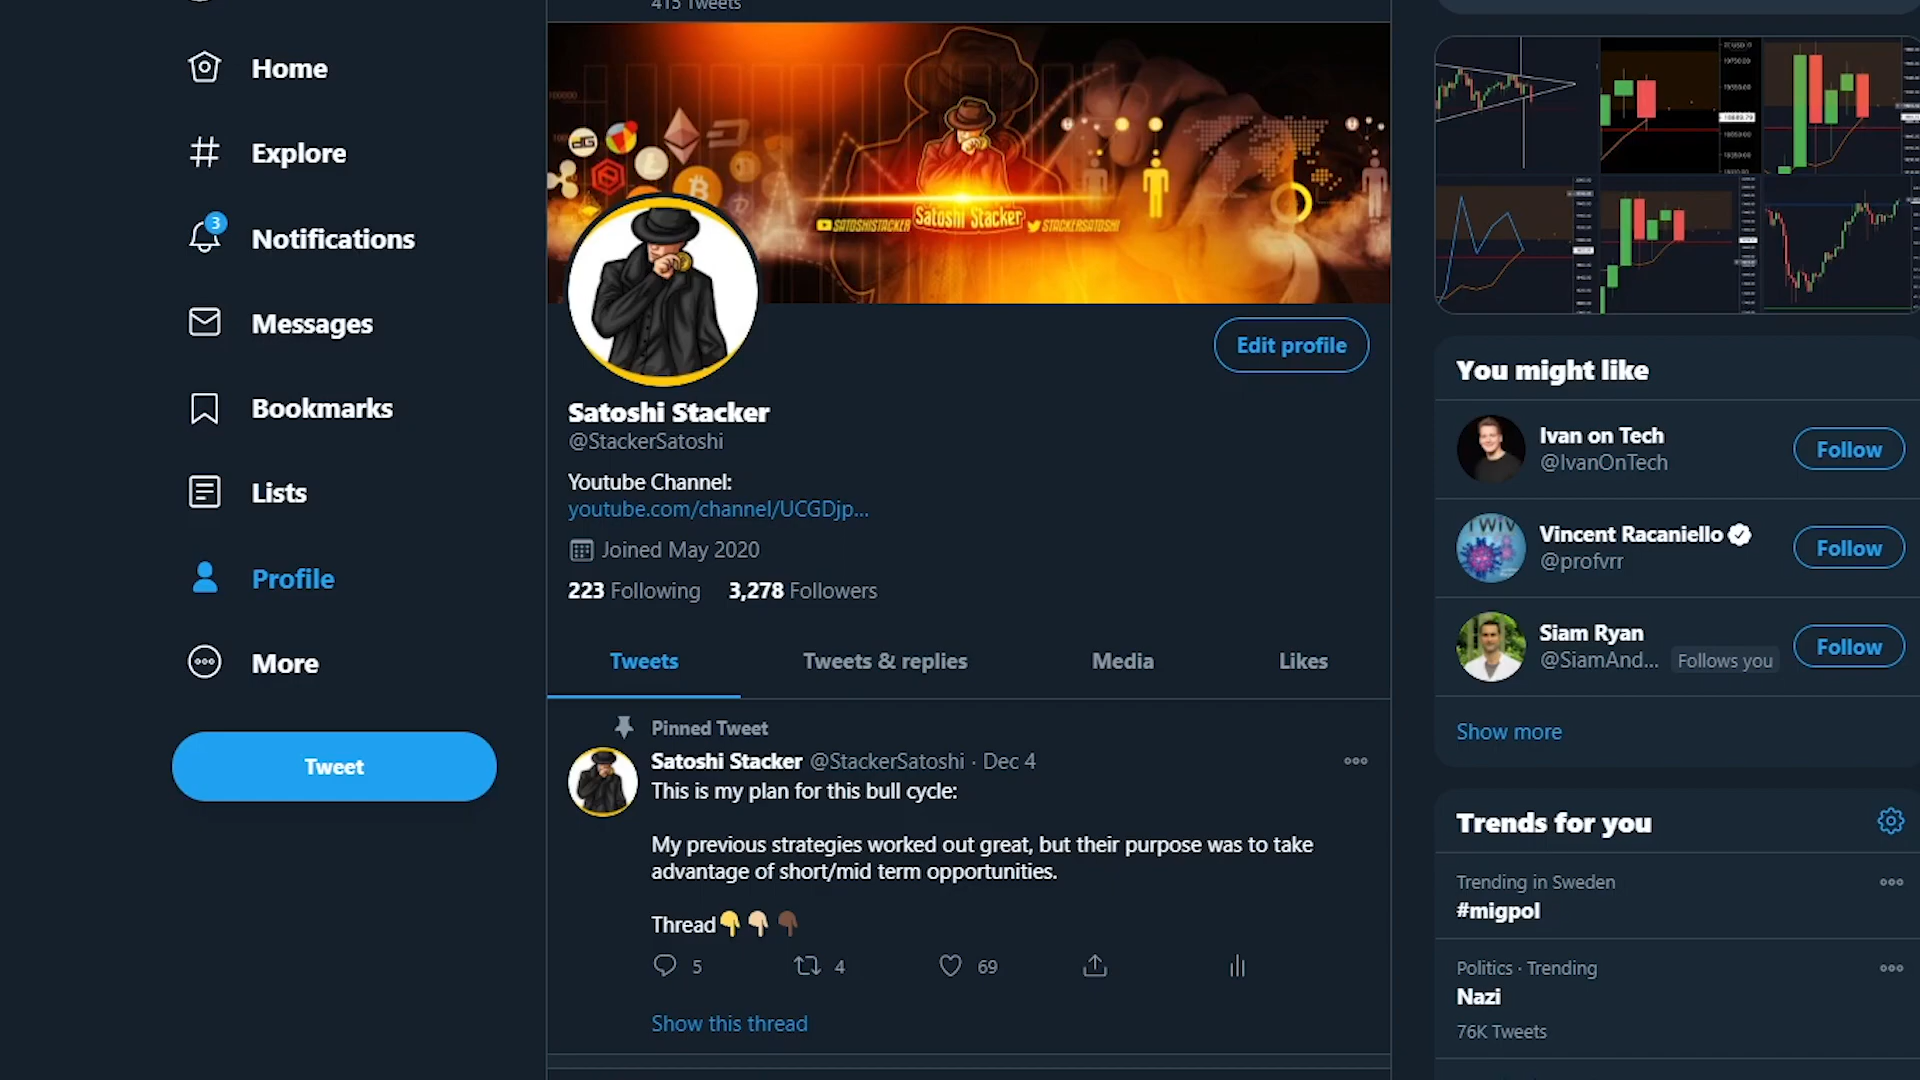 415 Tweets
Home
Explore
3
Notifications
Messages
Bookmarks
Lists
Profile
More
Tweet
SATOSHISTACKER
Satoshi Stacker
STACKERSATOSHI
Edit profile
Satoshi Stacker
@StackerSatoshi
Youtube Channel:
youtube.com/channel/UCGDjp...
Joined May 2020
223 Following 3,278 Followers
Tweets Tweets & replies Media Likes
Pinned Tweet
Satoshi Stacker @StackerSatoshi · Dec 4
This is my plan for this bull cycle:
My previous strategies worked out great, but their purpose was to take
advantage of short/mid term opportunities.
Thread👇👇🏻👇🏿
5 4 69
Show this thread
You might like
Ivan on Tech
@IvanOnTech
Follow
TWiV
Vincent Racaniello
@profvrr
Follow
Siam Ryan
@SiamAnd... Follows you
Follow
Show more
Trends for you
Trending in Sweden
#migpol
Politics · Trending
Nazi
76K Tweets